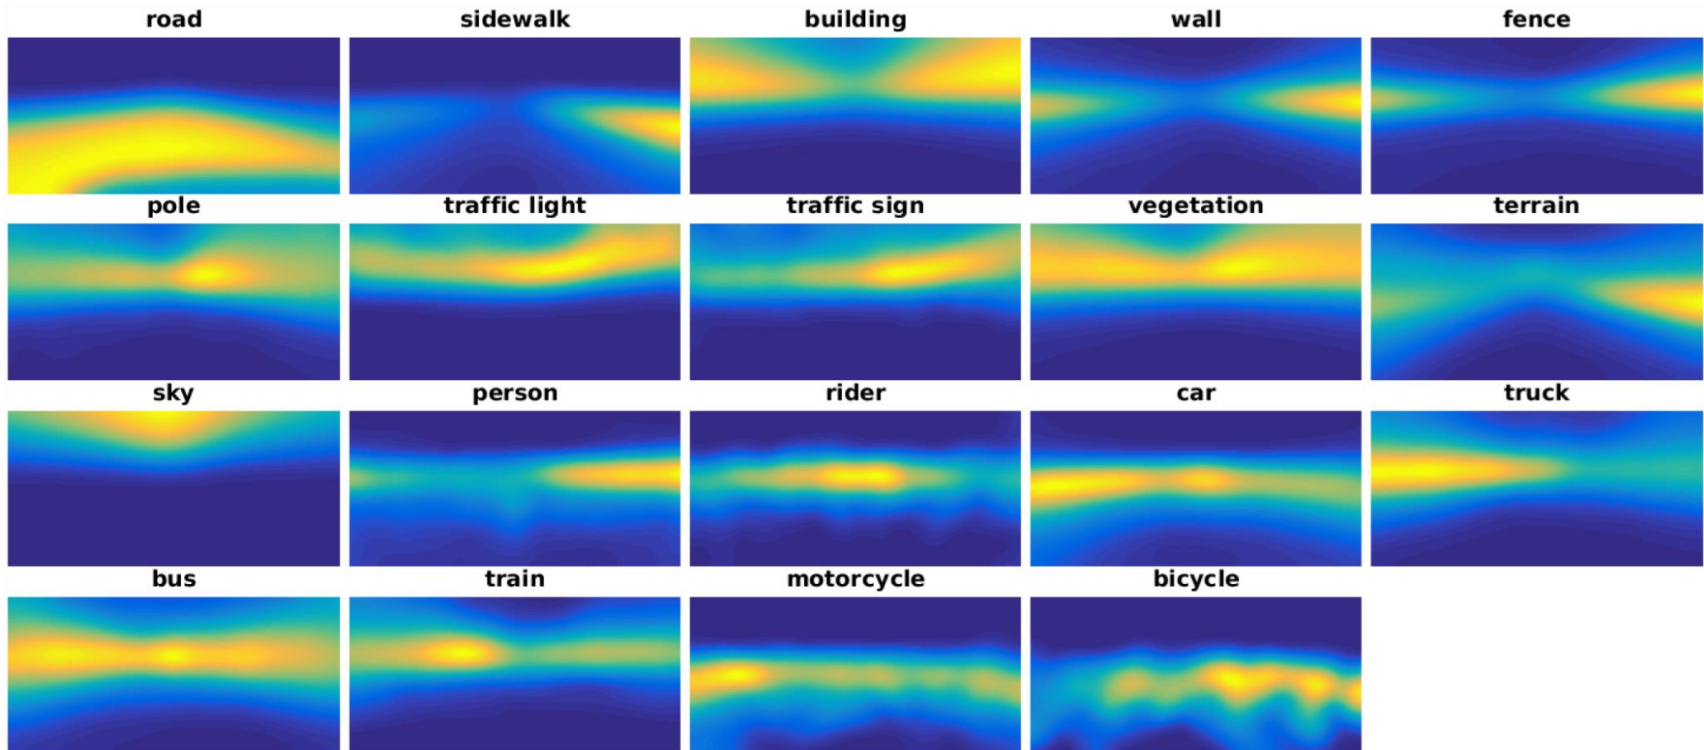 road sidewalk building wall fence
pole traffic light traffic sign vegetation terrain
sky person rider car truck
bus train motorcycle bicycle